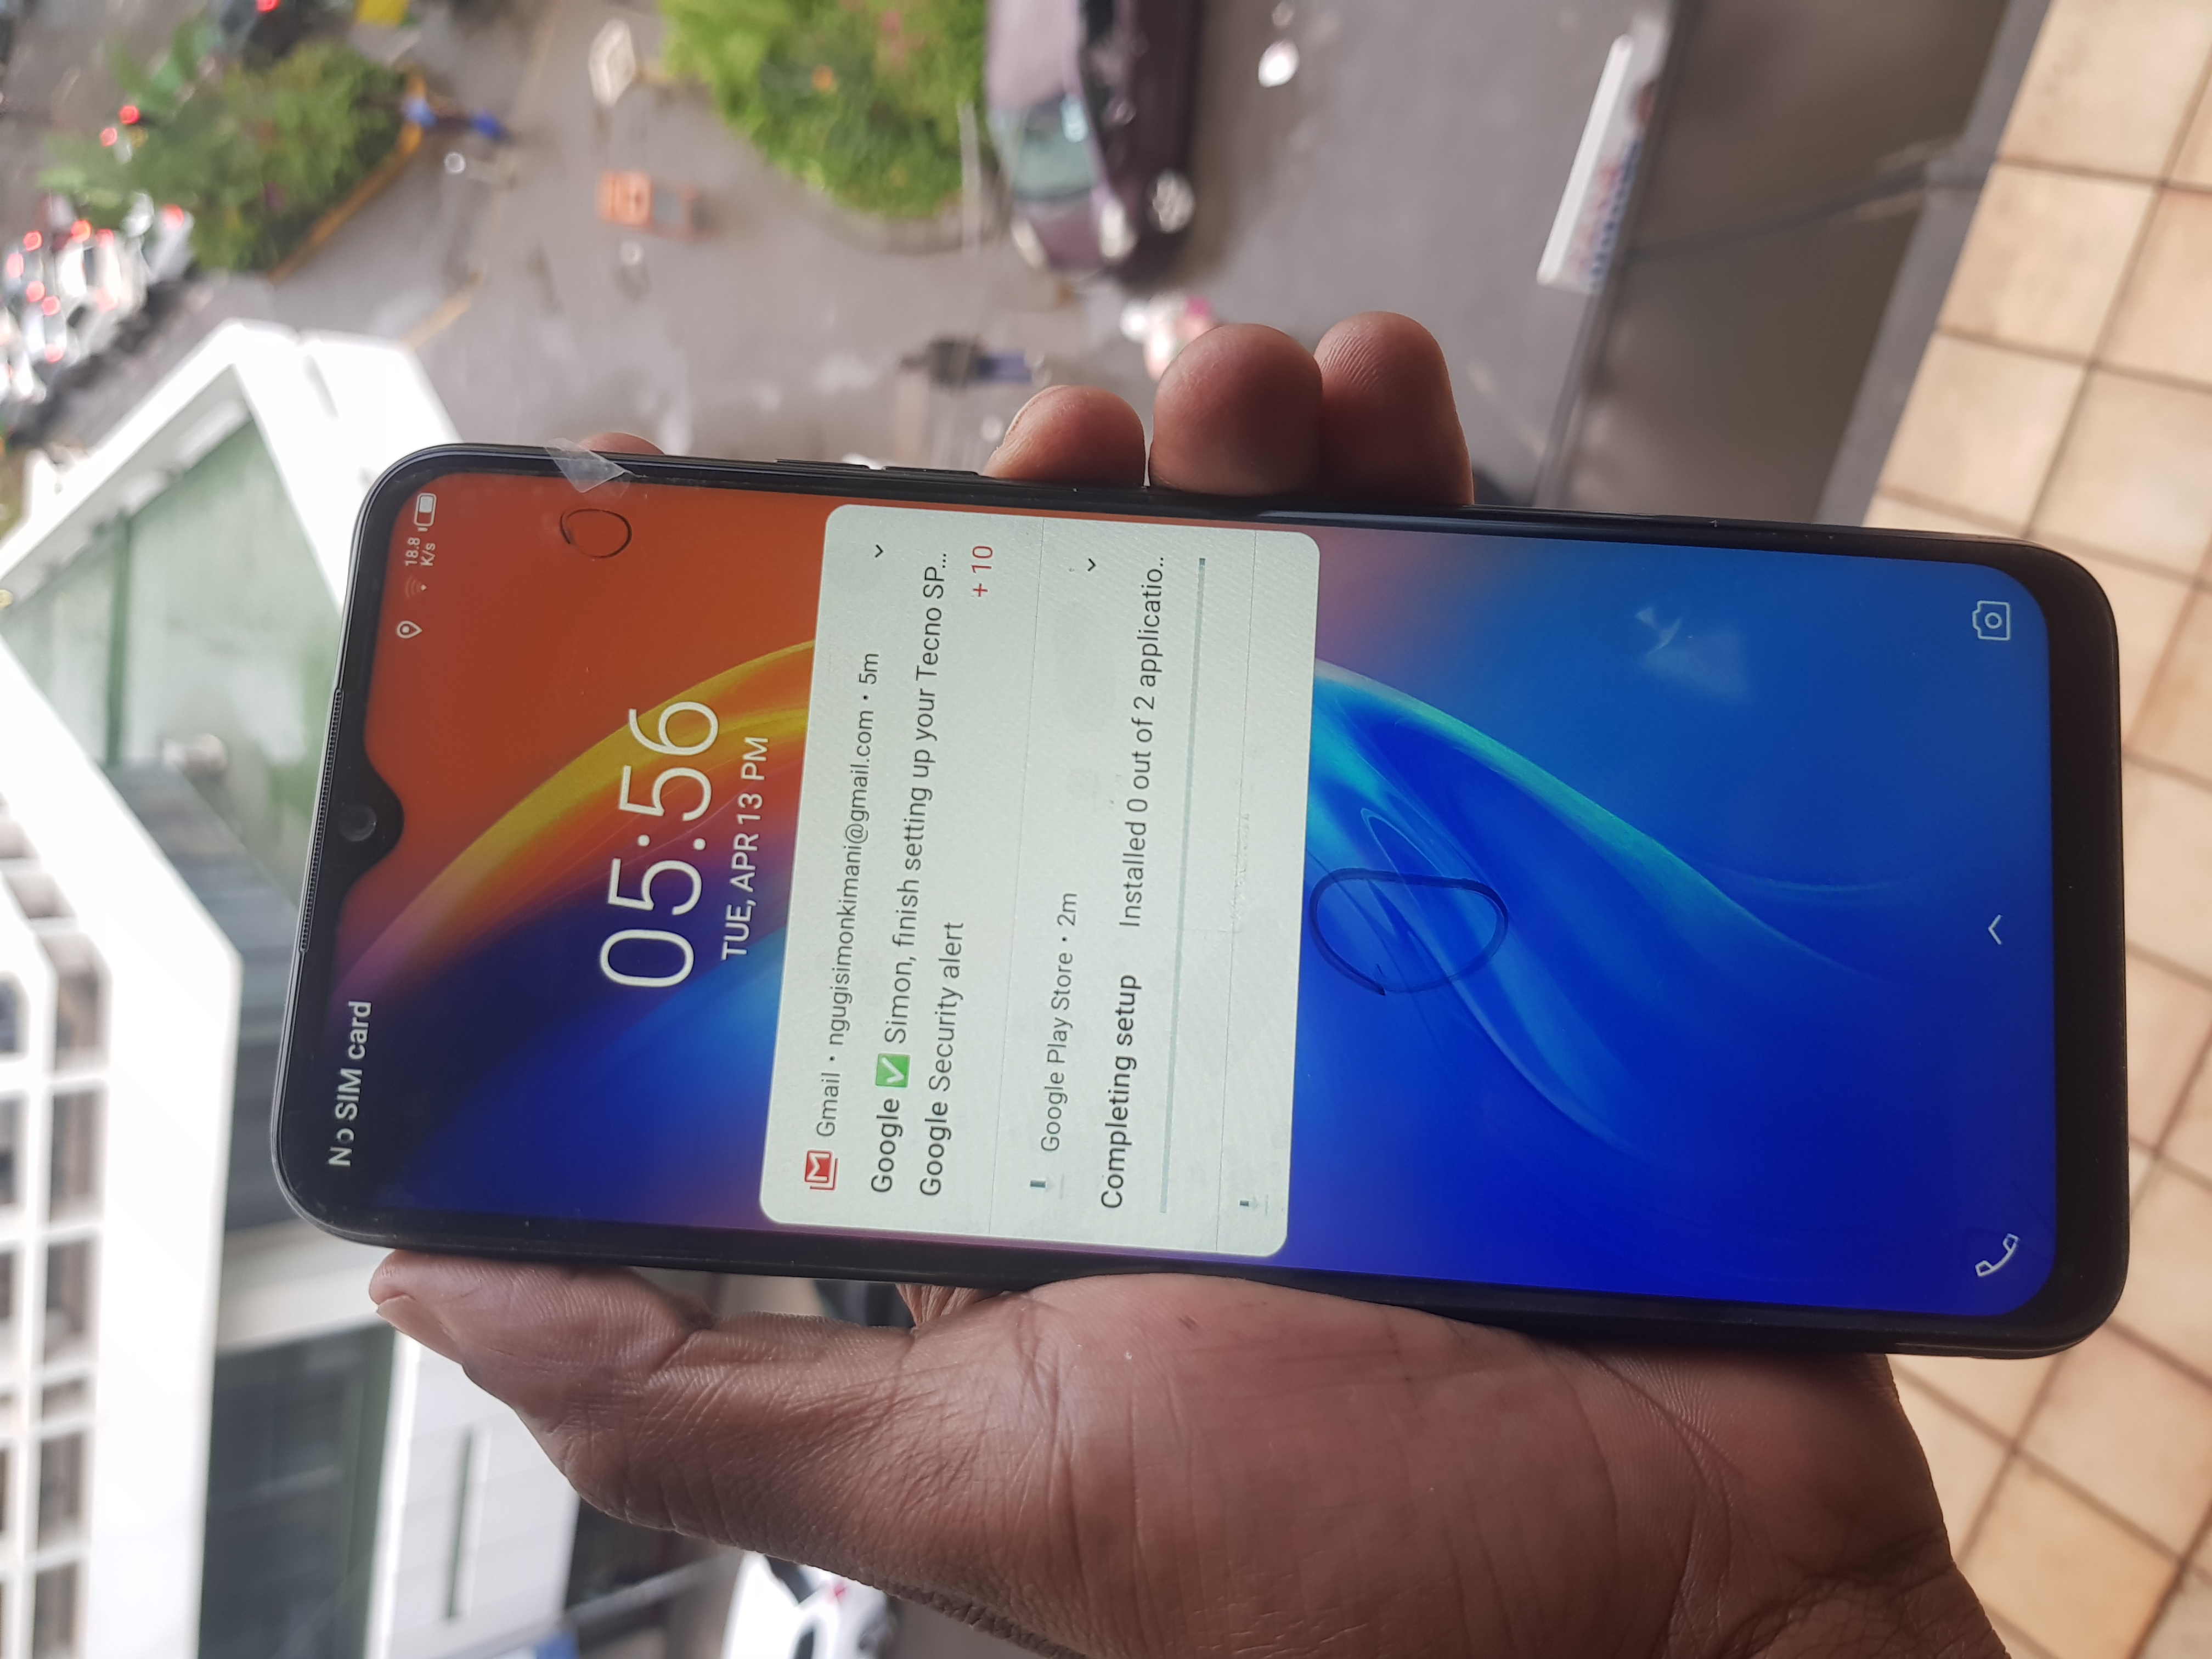 No SIM card
18.8
K/s
05:56
TUE, APR 13 PM
Gmail • ngugisimonkimani@gmail.com • 5m
Google ✅ Simon, finish setting up your Tecno SP...
Google Security alert
+ 10
Google Play Store • 2m
Completing setup Installed 0 out of 2 applicatio..